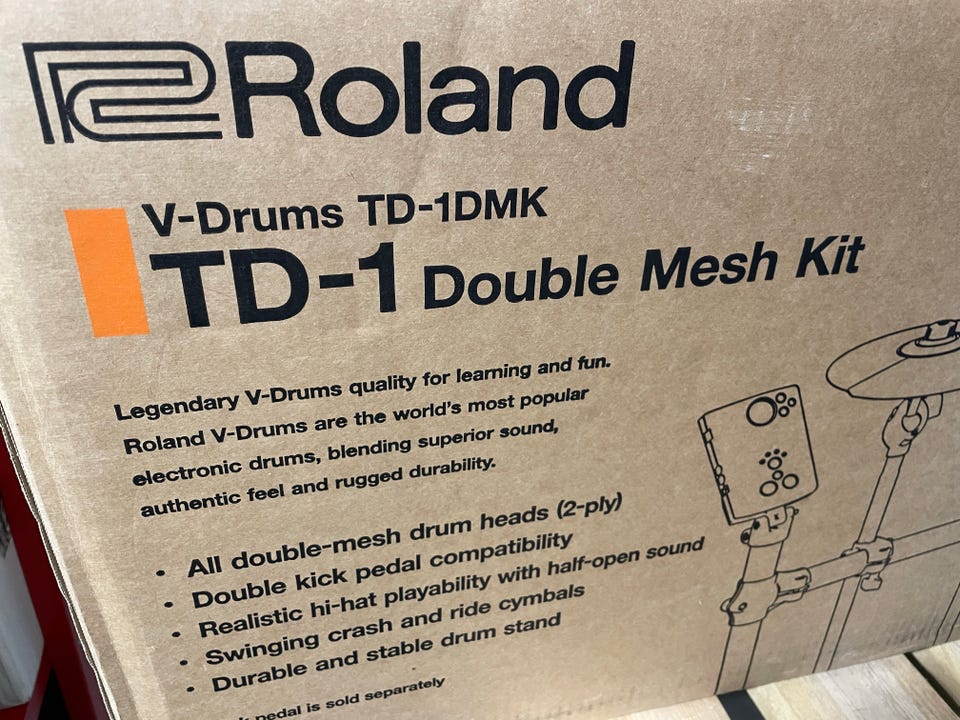 Roland
V-Drums TD-1DMK
TD-1 Double Mesh Kit
Legendary V-Drums quality for learning and fun.
Roland V-Drums are the world's most popular
electronic drums, blending superior sound,
authentic feel and rugged durability.
• All double-mesh drum heads (2-ply)
• Double kick pedal compatibility
• Realistic hi-hat playability with half-open sound
• Swinging crash and ride cymbals
• Durable and stable drum stand
pedal is sold separately